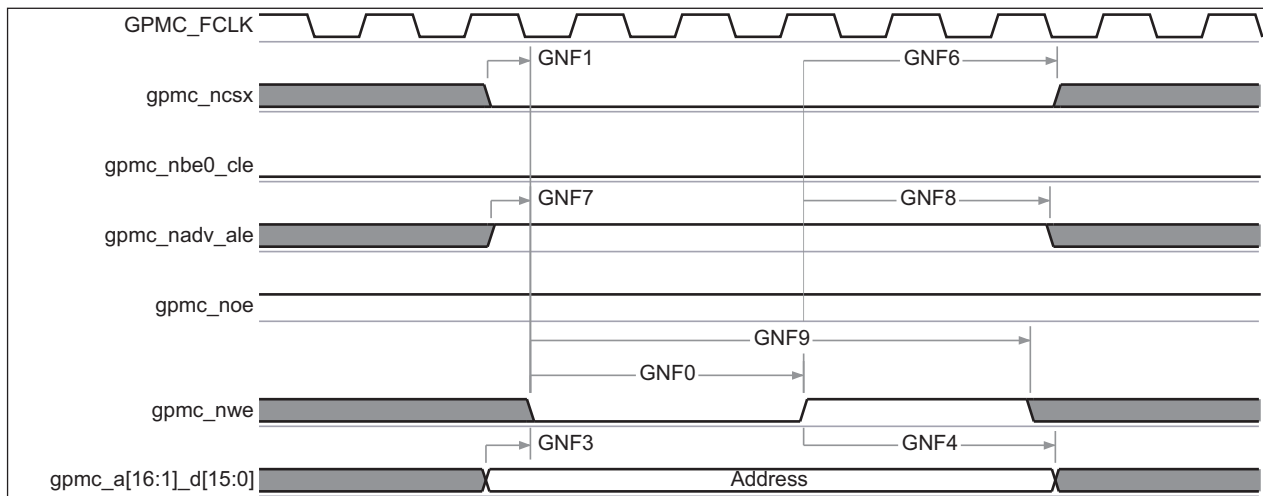 GPMC_FCLK
GNF1 GNF6
gpmc_ncsx
gpmc_nbe0_cle
GNF7 GNF8
gpmc_nadv_ale
gpmc_noe
GNF9
GNF0
gpmc_nwe
GNF3 GNF4
gpmc_a[16:1]_d[15:0] Address